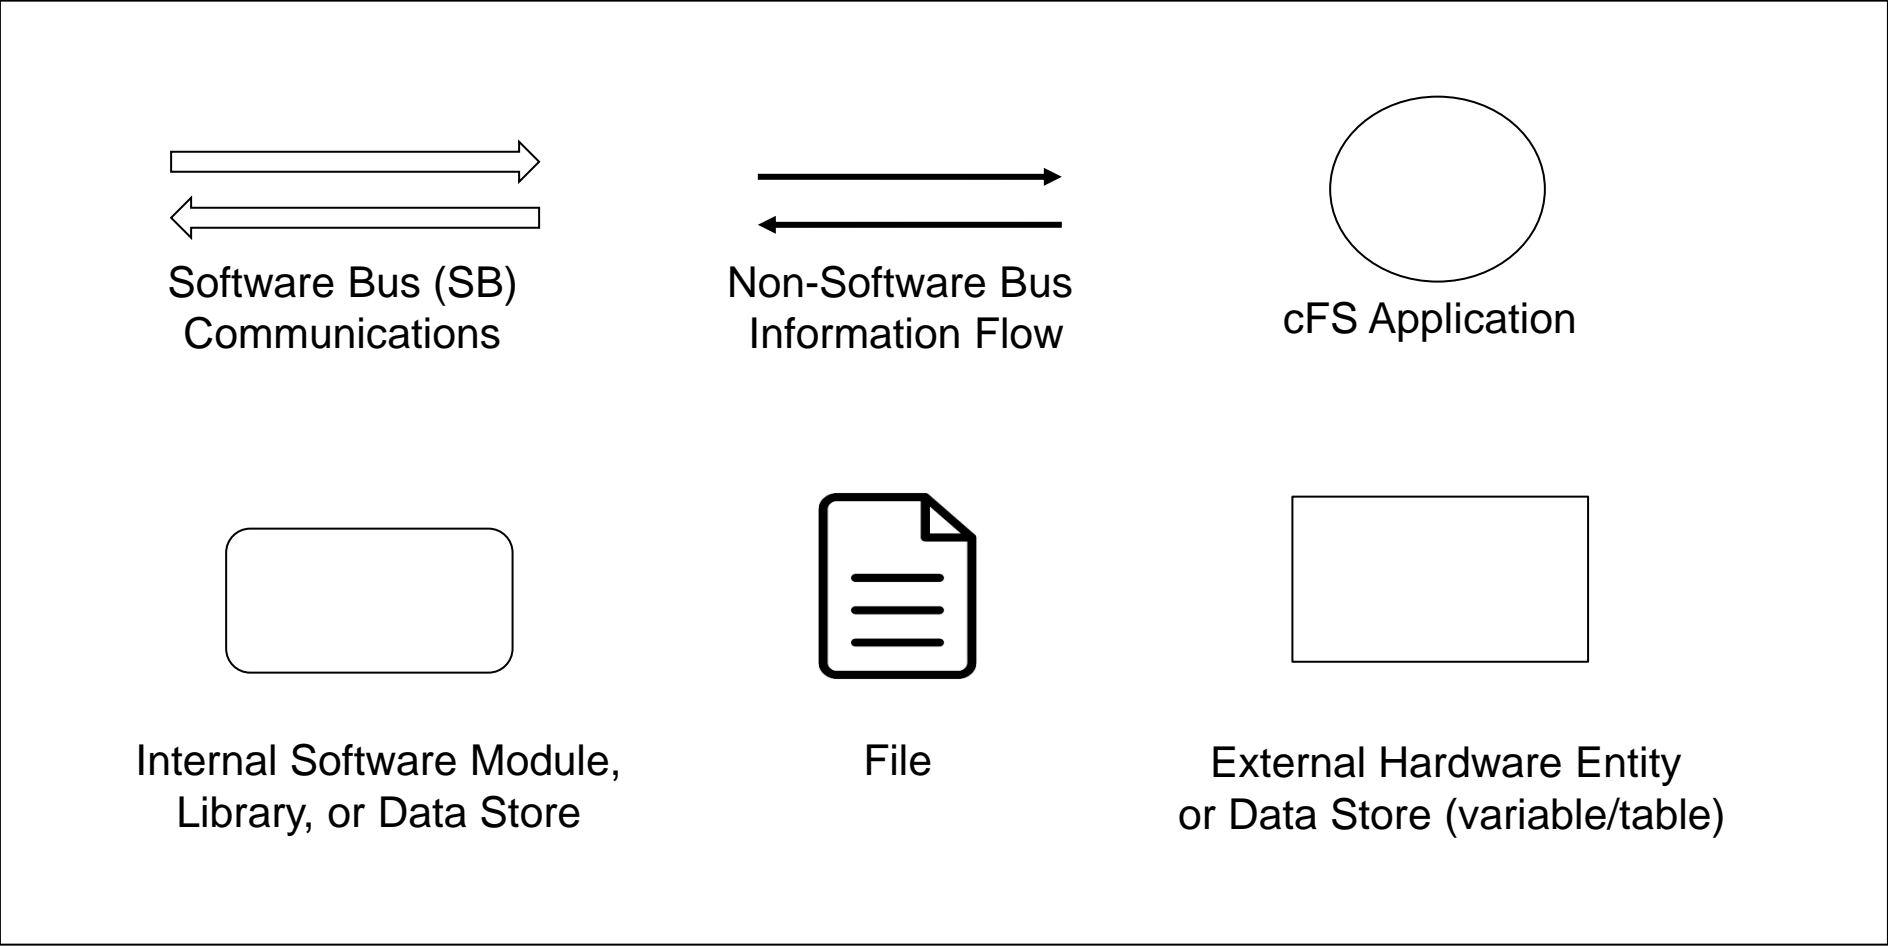 Software Bus (SB)
Communications
Non-Software Bus
Information Flow
cFS Application
Internal Software Module,
Library, or Data Store
File
External Hardware Entity
or Data Store (variable/table)